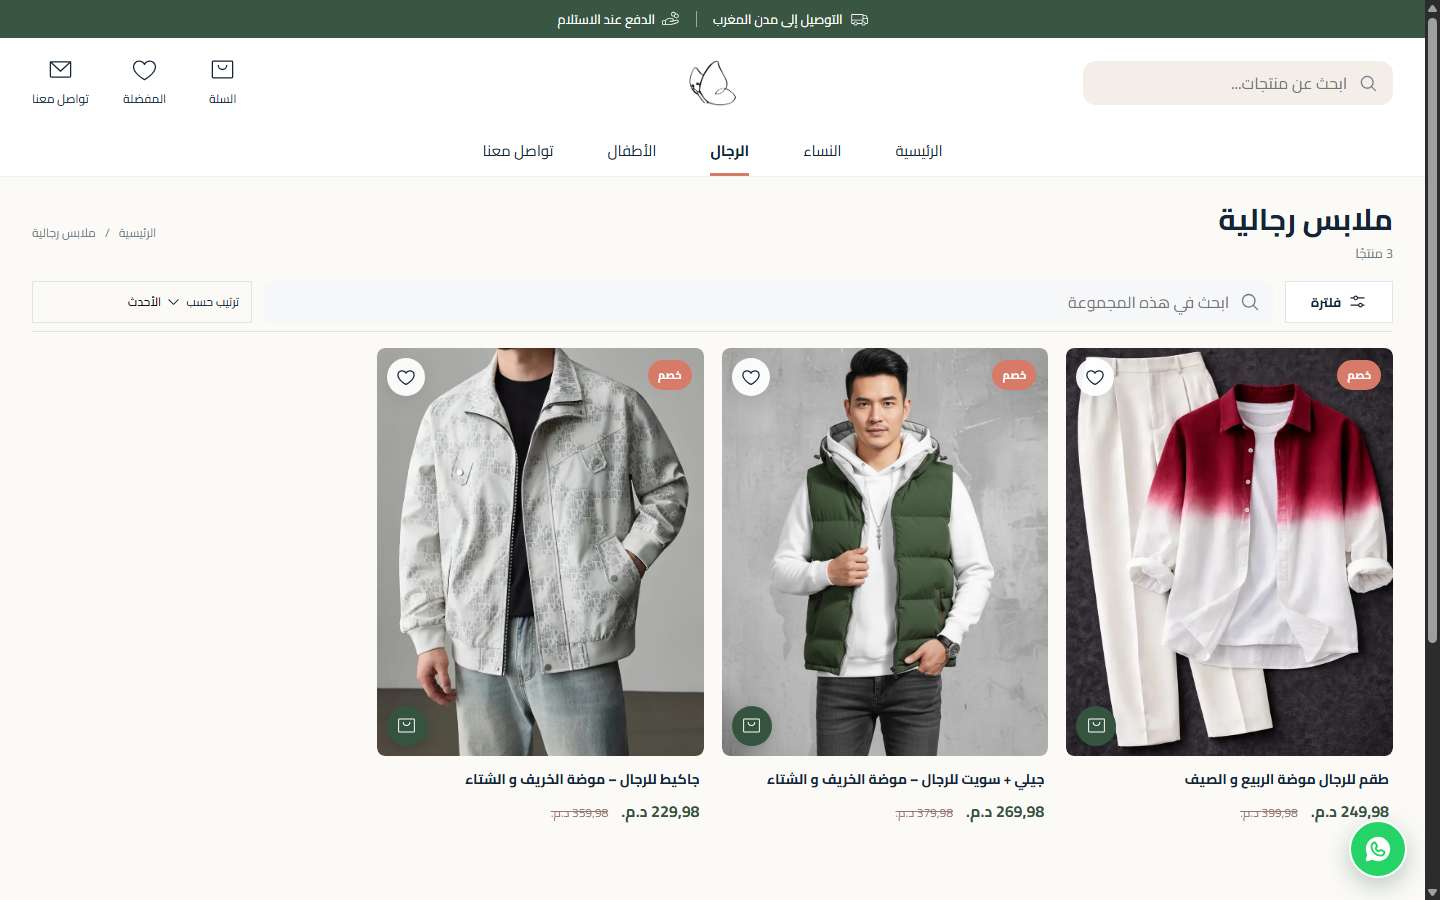 التوصيل إلى مدن المغرب
الدفع عند الاستلام
ابحث عن منتجات...
السلة
المفضلة
تواصل معنا
الرئيسية
النساء
الرجال
الأطفال
تواصل معنا
ملابس رجالية
3 منتجًا
الرئيسية / ملابس رجالية
فلترة
ابحث في هذه المجموعة
ترتيب حسب الأحدث
خصم
خصم
خصم
طقم للرجال موضة الربيع و الصيف
249,98 د.م. 399,98 د.م.
جيلي + سويت للرجال – موضة الخريف و الشتاء
269,98 د.م. 379,98 د.م.
جاكيط للرجال – موضة الخريف و الشتاء
229,98 د.م. 359,98 د.م.